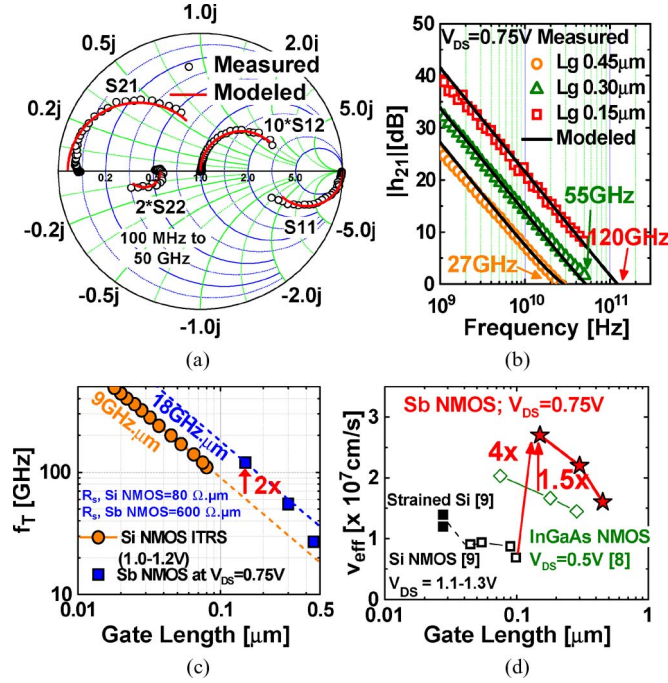 1.0j
0.5j
2.0j
S21
Measured
Modeled
0.2j
5.0j
10*S12
0.2
0.5
1.0
2.0
5.0
2*S22
S11
-0.2j
-5.0j
100 MHz to
50 GHz
-0.5j
-2.0j
-1.0j
(a)
V_DS=0.75V Measured
Lg 0.45μm
Lg 0.30μm
Lg 0.15μm
Modeled
|h21|[dB]
50
40
30
20
10
0
55GHz
120GHz
27GHz
10^9
10^10
10^11
Frequency [Hz]
(b)
9GHz.μm
18GHz.μm
f_T [GHz]
100
10
2x
R_s, Si NMOS=80 Ω.μm
R_s, Sb NMOS=600 Ω.μm
Si NMOS ITRS
(1.0-1.2V)
Sb NMOS at V_DS=0.75V
0.1
0.5
Gate Length [μm]
(c)
Sb NMOS; V_DS=0.75V
v_eff [x 10^7cm/s]
3
2
1
0
4x
1.5x
Strained Si [9]
InGaAs NMOS
V_DS=0.5V [8]
Si NMOS [9]
V_DS = 1.1-1.3V
0.01
0.1
1
Gate Length [μm]
(d)